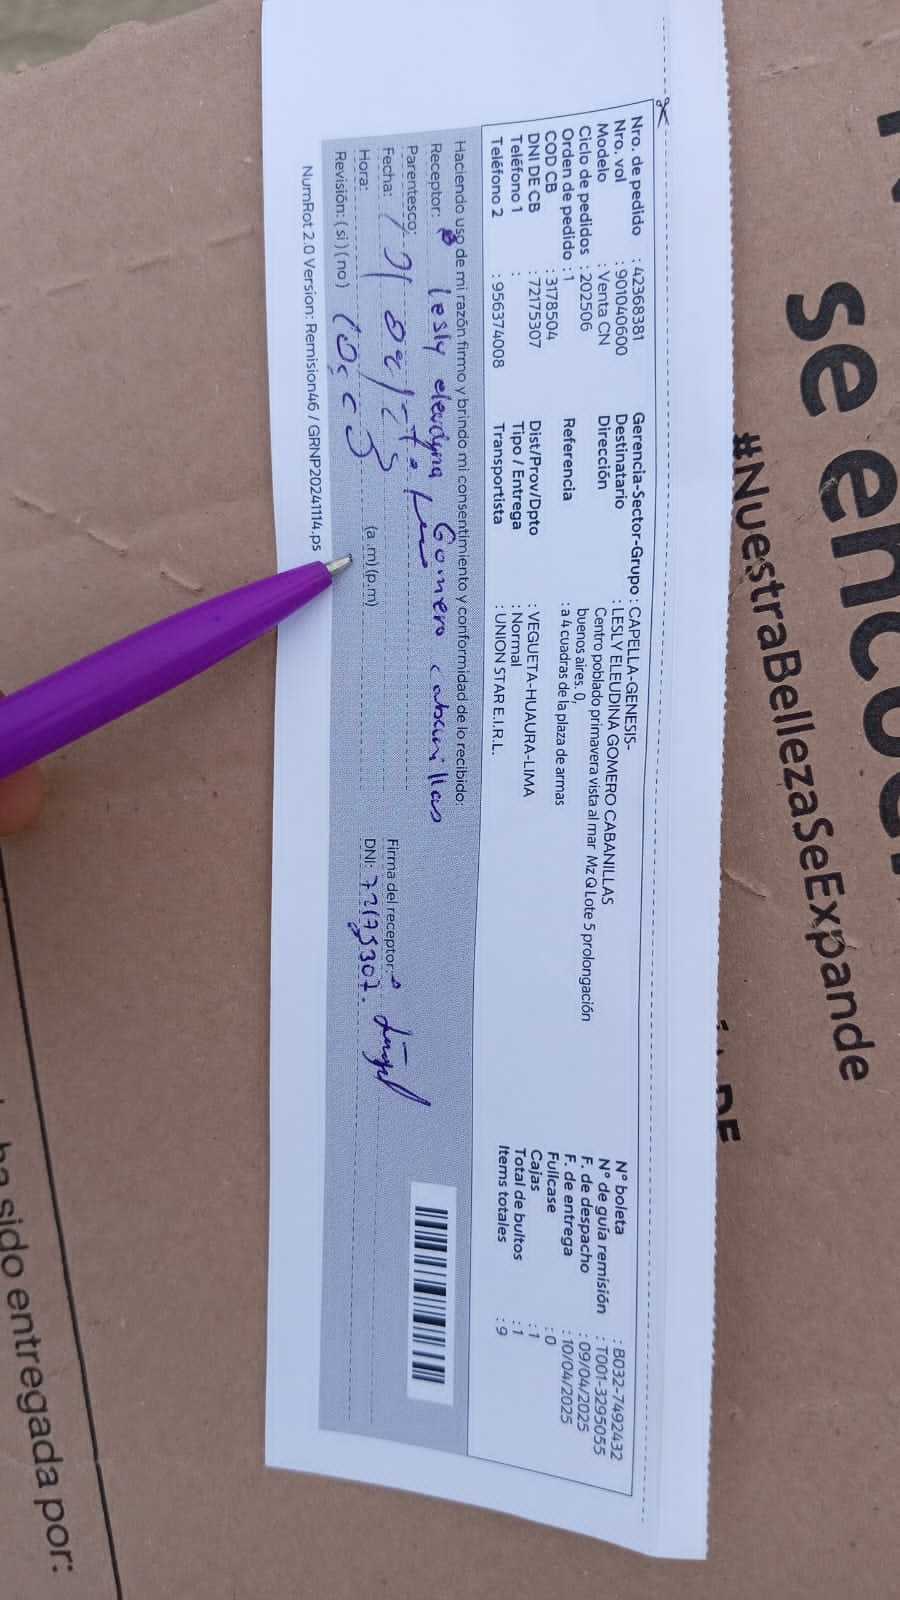 se encu
#NuestraBellezaSeExpande
Nro. de pedido : 42368381
Nro. vol : 901040600
Modelo : Venta CN
Ciclo de pedidos : 202506
Orden de pedido : 1
COD CB : 3178504
DNI DE CB : 72175307
Teléfono 1 :
Teléfono 2 : 956374008
Gerencia-Sector-Grupo : CAPELLA-GENESIS-
Destinatario : LESLY ELEUDINA GOMERO CABANILLAS
Dirección Centro poblado primavera vista al mar Mz Q Lote 5 prolongación
buenos aires. 0,
Referencia : a 4 cuadras de la plaza de armas
Dist/Prov/Dpto : VEGUETA-HUAURA-LIMA
Tipo / Entrega : Normal
Transportista : UNION STAR E.I.R.L.
N° boleta : B032-7492432
N° de guía remisión : T001-3295055
F. de despacho : 09/04/2025
F. de entrega : 10/04/2025
Fullcase : 0
Cajas : 1
Total de bultos : 1
Items totales : 9
Haciendo uso de mi razón firmo y brindo mi consentimiento y conformidad de lo recibido:
Receptor: Lesly eleudyna Gomero cabanillas
Parentesco:
Fecha:
Hora: (a.m) (p.m)
Revisión: (si) (no)
Firma del receptor:
DNI: 72175307.
NumRot 2.0 Version: Remision46 / GRNP20241114.ps
sido entregada por: